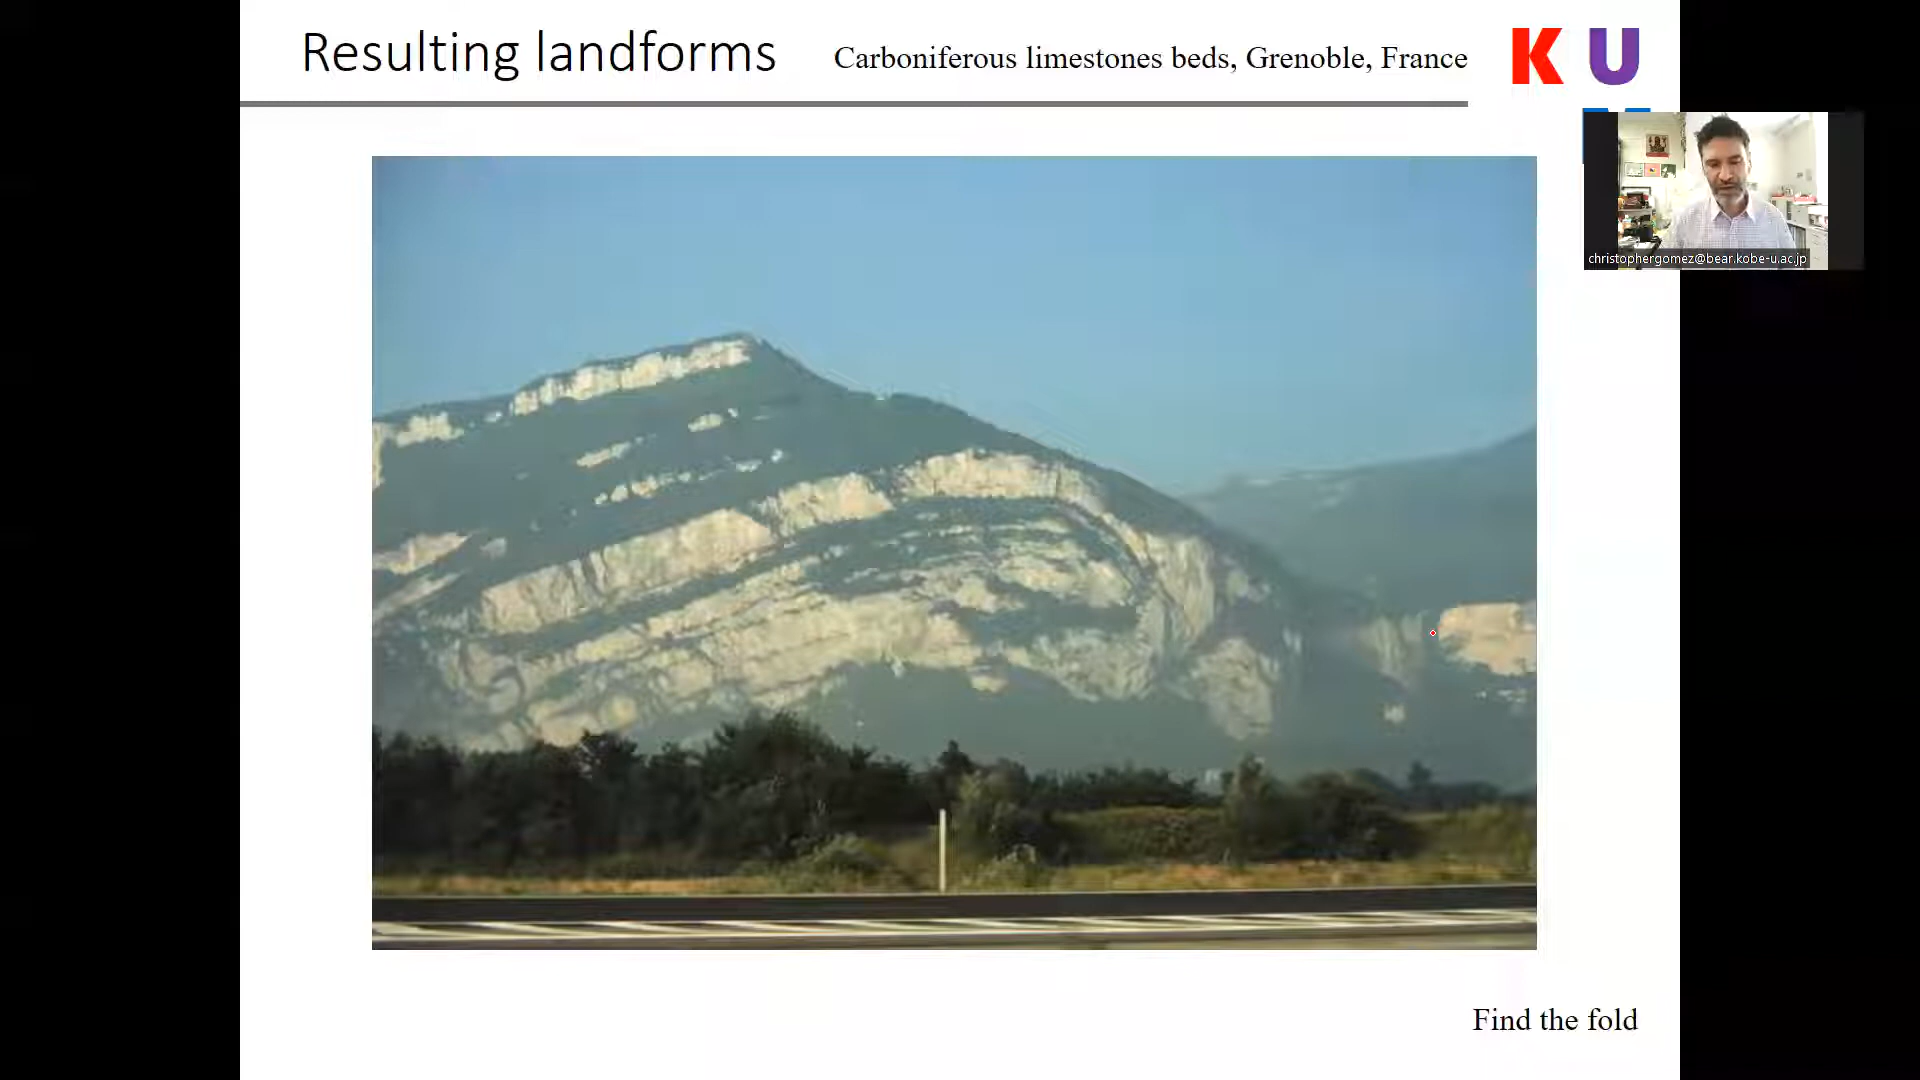 Resulting landforms
Carboniferous limestones beds, Grenoble, France
K U
christophergomez@bear.kobe-u.ac.jp
Find the fold